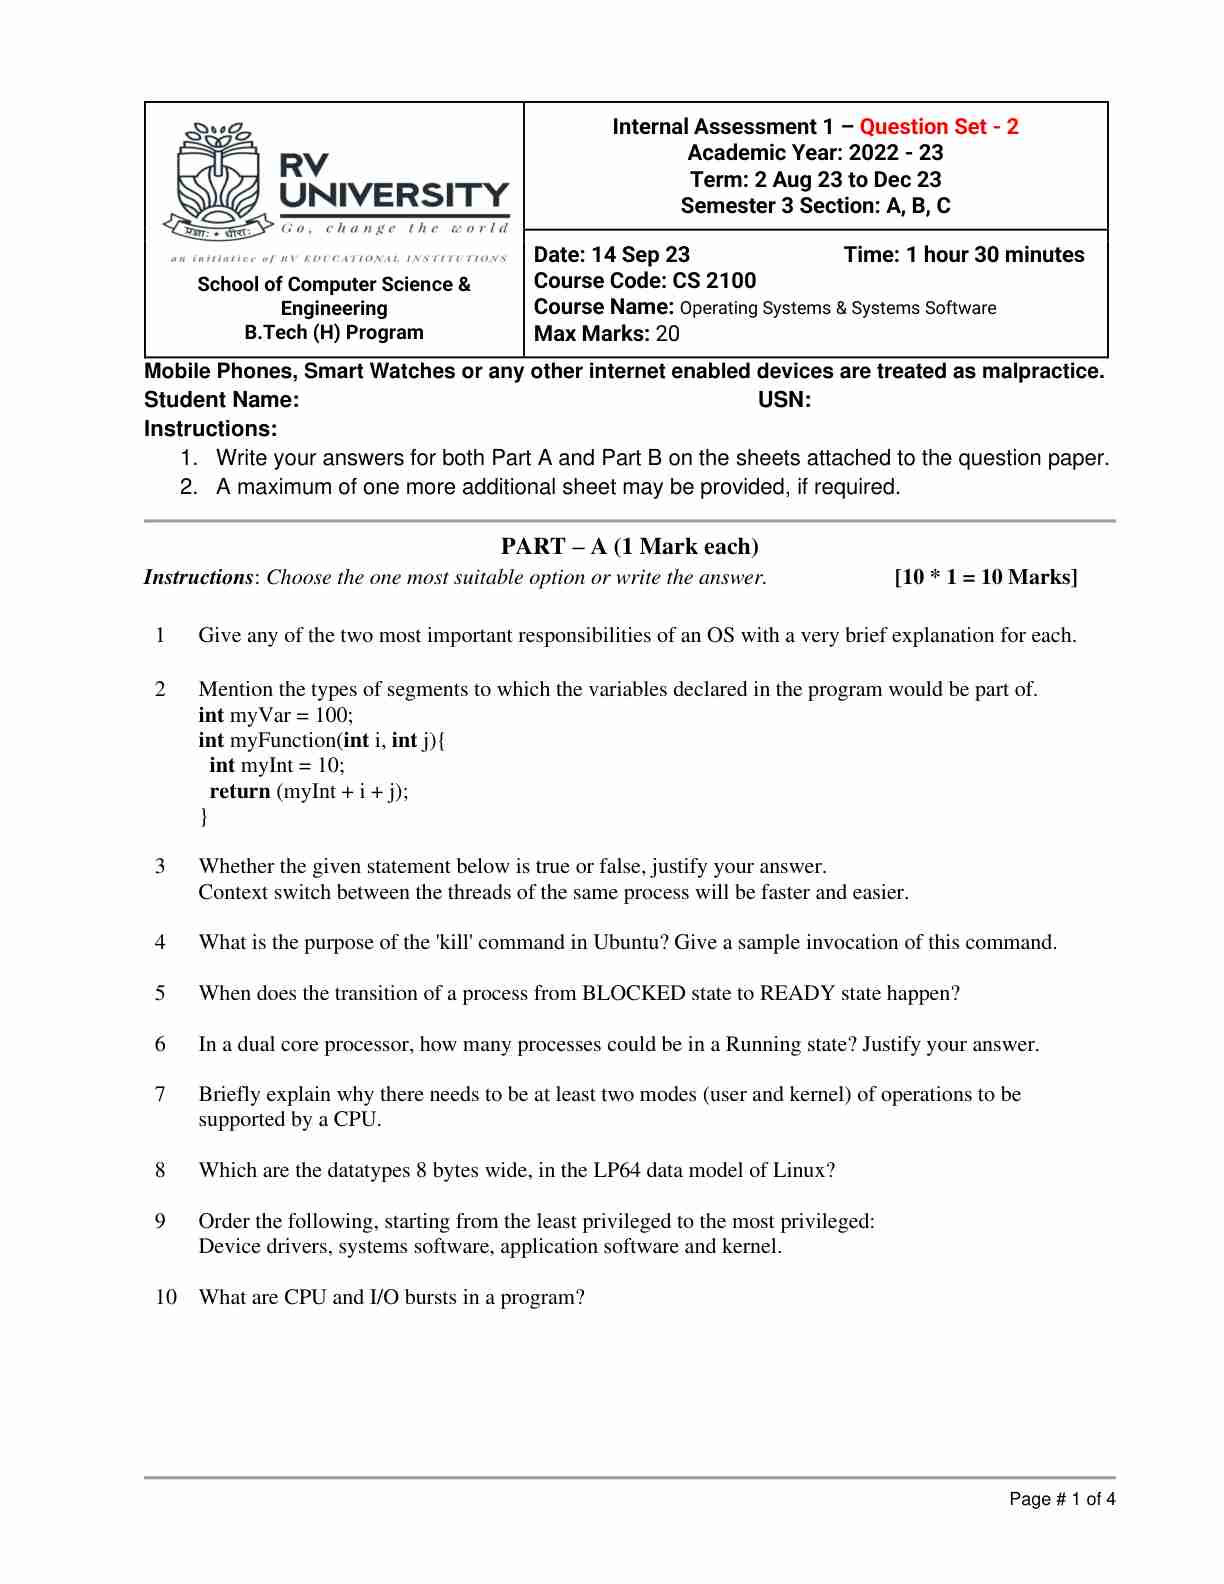 RV
UNIVERSITY
Go, change the world
प्रज्ञाः • धीराः
an initiative of RV EDUCATIONAL INSTITUTIONS
School of Computer Science &
Engineering
B.Tech (H) Program
Internal Assessment 1 – Question Set - 2
Academic Year: 2022 - 23
Term: 2 Aug 23 to Dec 23
Semester 3 Section: A, B, C
Date: 14 Sep 23 Time: 1 hour 30 minutes
Course Code: CS 2100
Course Name: Operating Systems & Systems Software
Max Marks: 20
Mobile Phones, Smart Watches or any other internet enabled devices are treated as malpractice.
Student Name: USN:
Instructions:
1. Write your answers for both Part A and Part B on the sheets attached to the question paper.
2. A maximum of one more additional sheet may be provided, if required.
PART – A (1 Mark each)
Instructions: Choose the one most suitable option or write the answer. [10 * 1 = 10 Marks]
1 Give any of the two most important responsibilities of an OS with a very brief explanation for each.
2 Mention the types of segments to which the variables declared in the program would be part of.
int myVar = 100;
int myFunction(int i, int j){
int myInt = 10;
return (myInt + i + j);
}
3 Whether the given statement below is true or false, justify your answer.
Context switch between the threads of the same process will be faster and easier.
4 What is the purpose of the 'kill' command in Ubuntu? Give a sample invocation of this command.
5 When does the transition of a process from BLOCKED state to READY state happen?
6 In a dual core processor, how many processes could be in a Running state? Justify your answer.
7 Briefly explain why there needs to be at least two modes (user and kernel) of operations to be
supported by a CPU.
8 Which are the datatypes 8 bytes wide, in the LP64 data model of Linux?
9 Order the following, starting from the least privileged to the most privileged:
Device drivers, systems software, application software and kernel.
10 What are CPU and I/O bursts in a program?
Page # 1 of 4